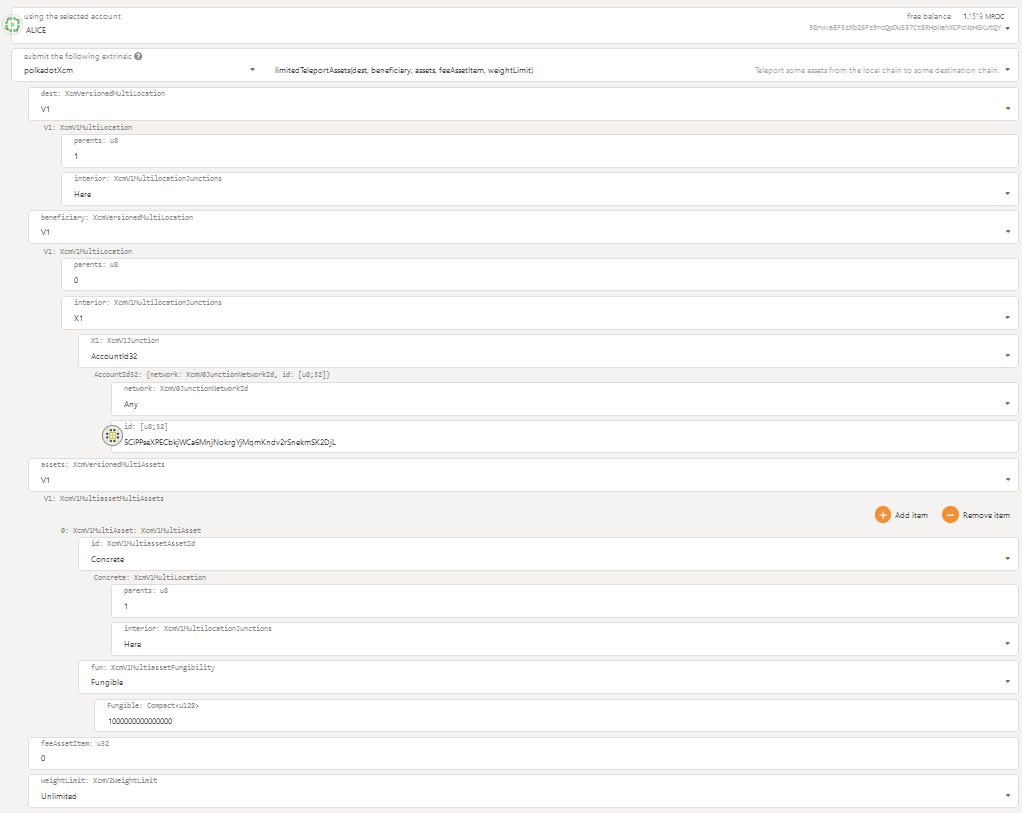 using the selected account
ALICE
free balance 1.1519 MROC
submit the following extrinsic
polkadotXcm
limitedTeleportAssets(dest, beneficiary, assets, feeAssetItem, weightLimit)
Teleport some assets from the local chain to some destination chain.
dest: XcmVersionedMultiLocation
V1
V1: XcmV1MultiLocation
parents: u8
1
interior: XcmV1MultilocationJunctions
Here
beneficiary: XcmVersionedMultiLocation
V1
V1: XcmV1MultiLocation
parents: u8
0
interior: XcmV1MultilocationJunctions
X1
X1: XcmV1Junction
AccountId32
AccountId32: {network: XcmV0JunctionNetworkId, id: [u8;32]}
network: XcmV0JunctionNetworkId
Any
id: [u8;32]
5CiPPseXPECbkjWCa6MnjNokrgYjMqmKndv2rSnekmSK2DjL
assets: XcmVersionedMultiAssets
V1
V1: XcmV1MultiassetMultiAssets
Add item
Remove item
0: XcmV1MultiAsset: XcmV1MultiAsset
id: XcmV1MultiassetAssetId
Concrete
Concrete: XcmV1MultiLocation
parents: u8
1
interior: XcmV1MultilocationJunctions
Here
fun: XcmV1MultiassetFungibility
Fungible
Fungible: Compact<u128>
1000000000000000
feeAssetItem: u32
0
weightLimit: XcmV2WeightLimit
Unlimited